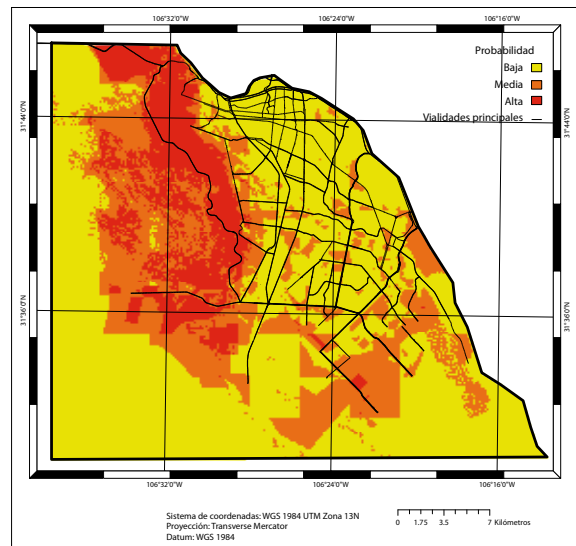 106°32'0"W
106°24'0"W
106°16'0"W
Probabilidad
Baja
Media
Alta
Vialidades principales
31°44'0"N
31°44'0"N
31°36'0"N
31°36'0"N
106°32'0"W
106°24'0"W
106°16'0"W
Sistema de coordenadas: WGS 1984 UTM Zona 13N
Proyección: Transverse Mercator
Datum: WGS 1984
0 1.75 3.5 7 Kilómetros